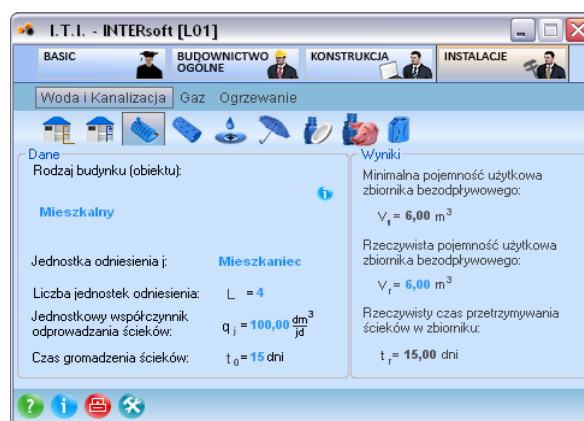 I.T.I. - INTERsoft [L01]
BASIC
BUDOWNICTWO OGÓLNE
KONSTRUKCJA
INSTALACJE
Woda i Kanalizacja Gaz Ogrzewanie
Dane
Rodzaj budynku (obiektu):
Mieszkalny
Jednostka odniesienia j: Mieszkaniec
Liczba jednostek odniesienia: L = 4
Jednostkowy współczynnik
odprowadzania ścieków: q j = 100,00 dm³/jd
Czas gromadzenia ścieków: t o = 15 dni
Wyniki
Minimalna pojemność użytkowa
zbiornika bezodpływowego:
V = 6,00 m³
Rzeczywista pojemność użytkowa
zbiornika bezodpływowego:
V r = 6,00 m³
Rzeczywisty czas przetrzymywania
ścieków w zbiorniku:
t r = 15,00 dni